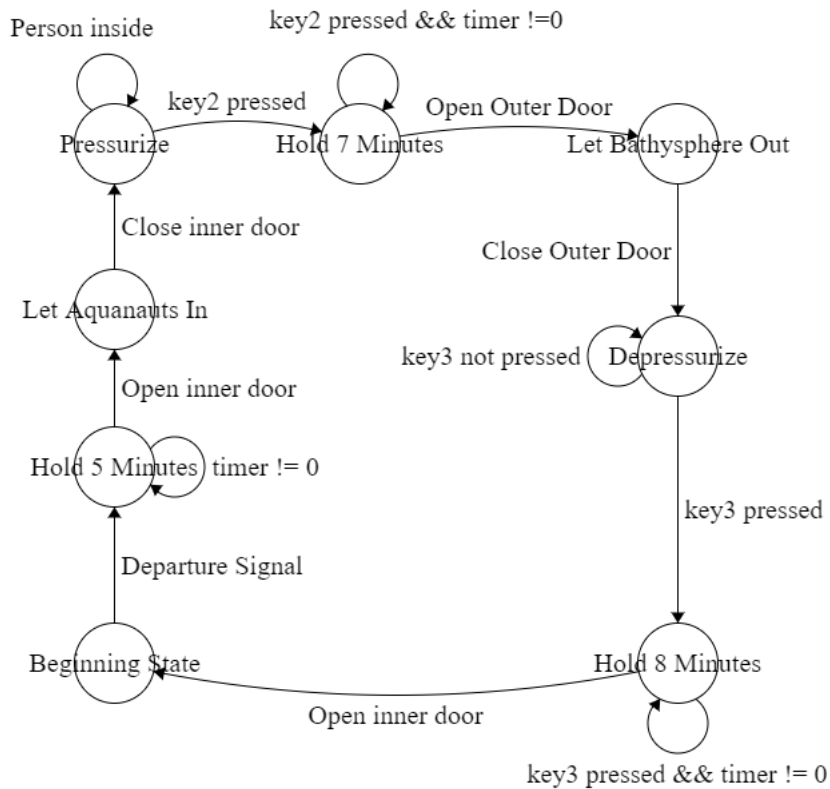 Person inside
key2 pressed && timer !=0
key2 pressed
Open Outer Door
Pressurize
Hold 7 Minutes
Let Bathysphere Out
Close inner door
Close Outer Door
Let Aquanauts In
key3 not pressed
Depressurize
Open inner door
Hold 5 Minutes
timer != 0
key3 pressed
Departure Signal
Beginning State
Hold 8 Minutes
Open inner door
key3 pressed && timer != 0